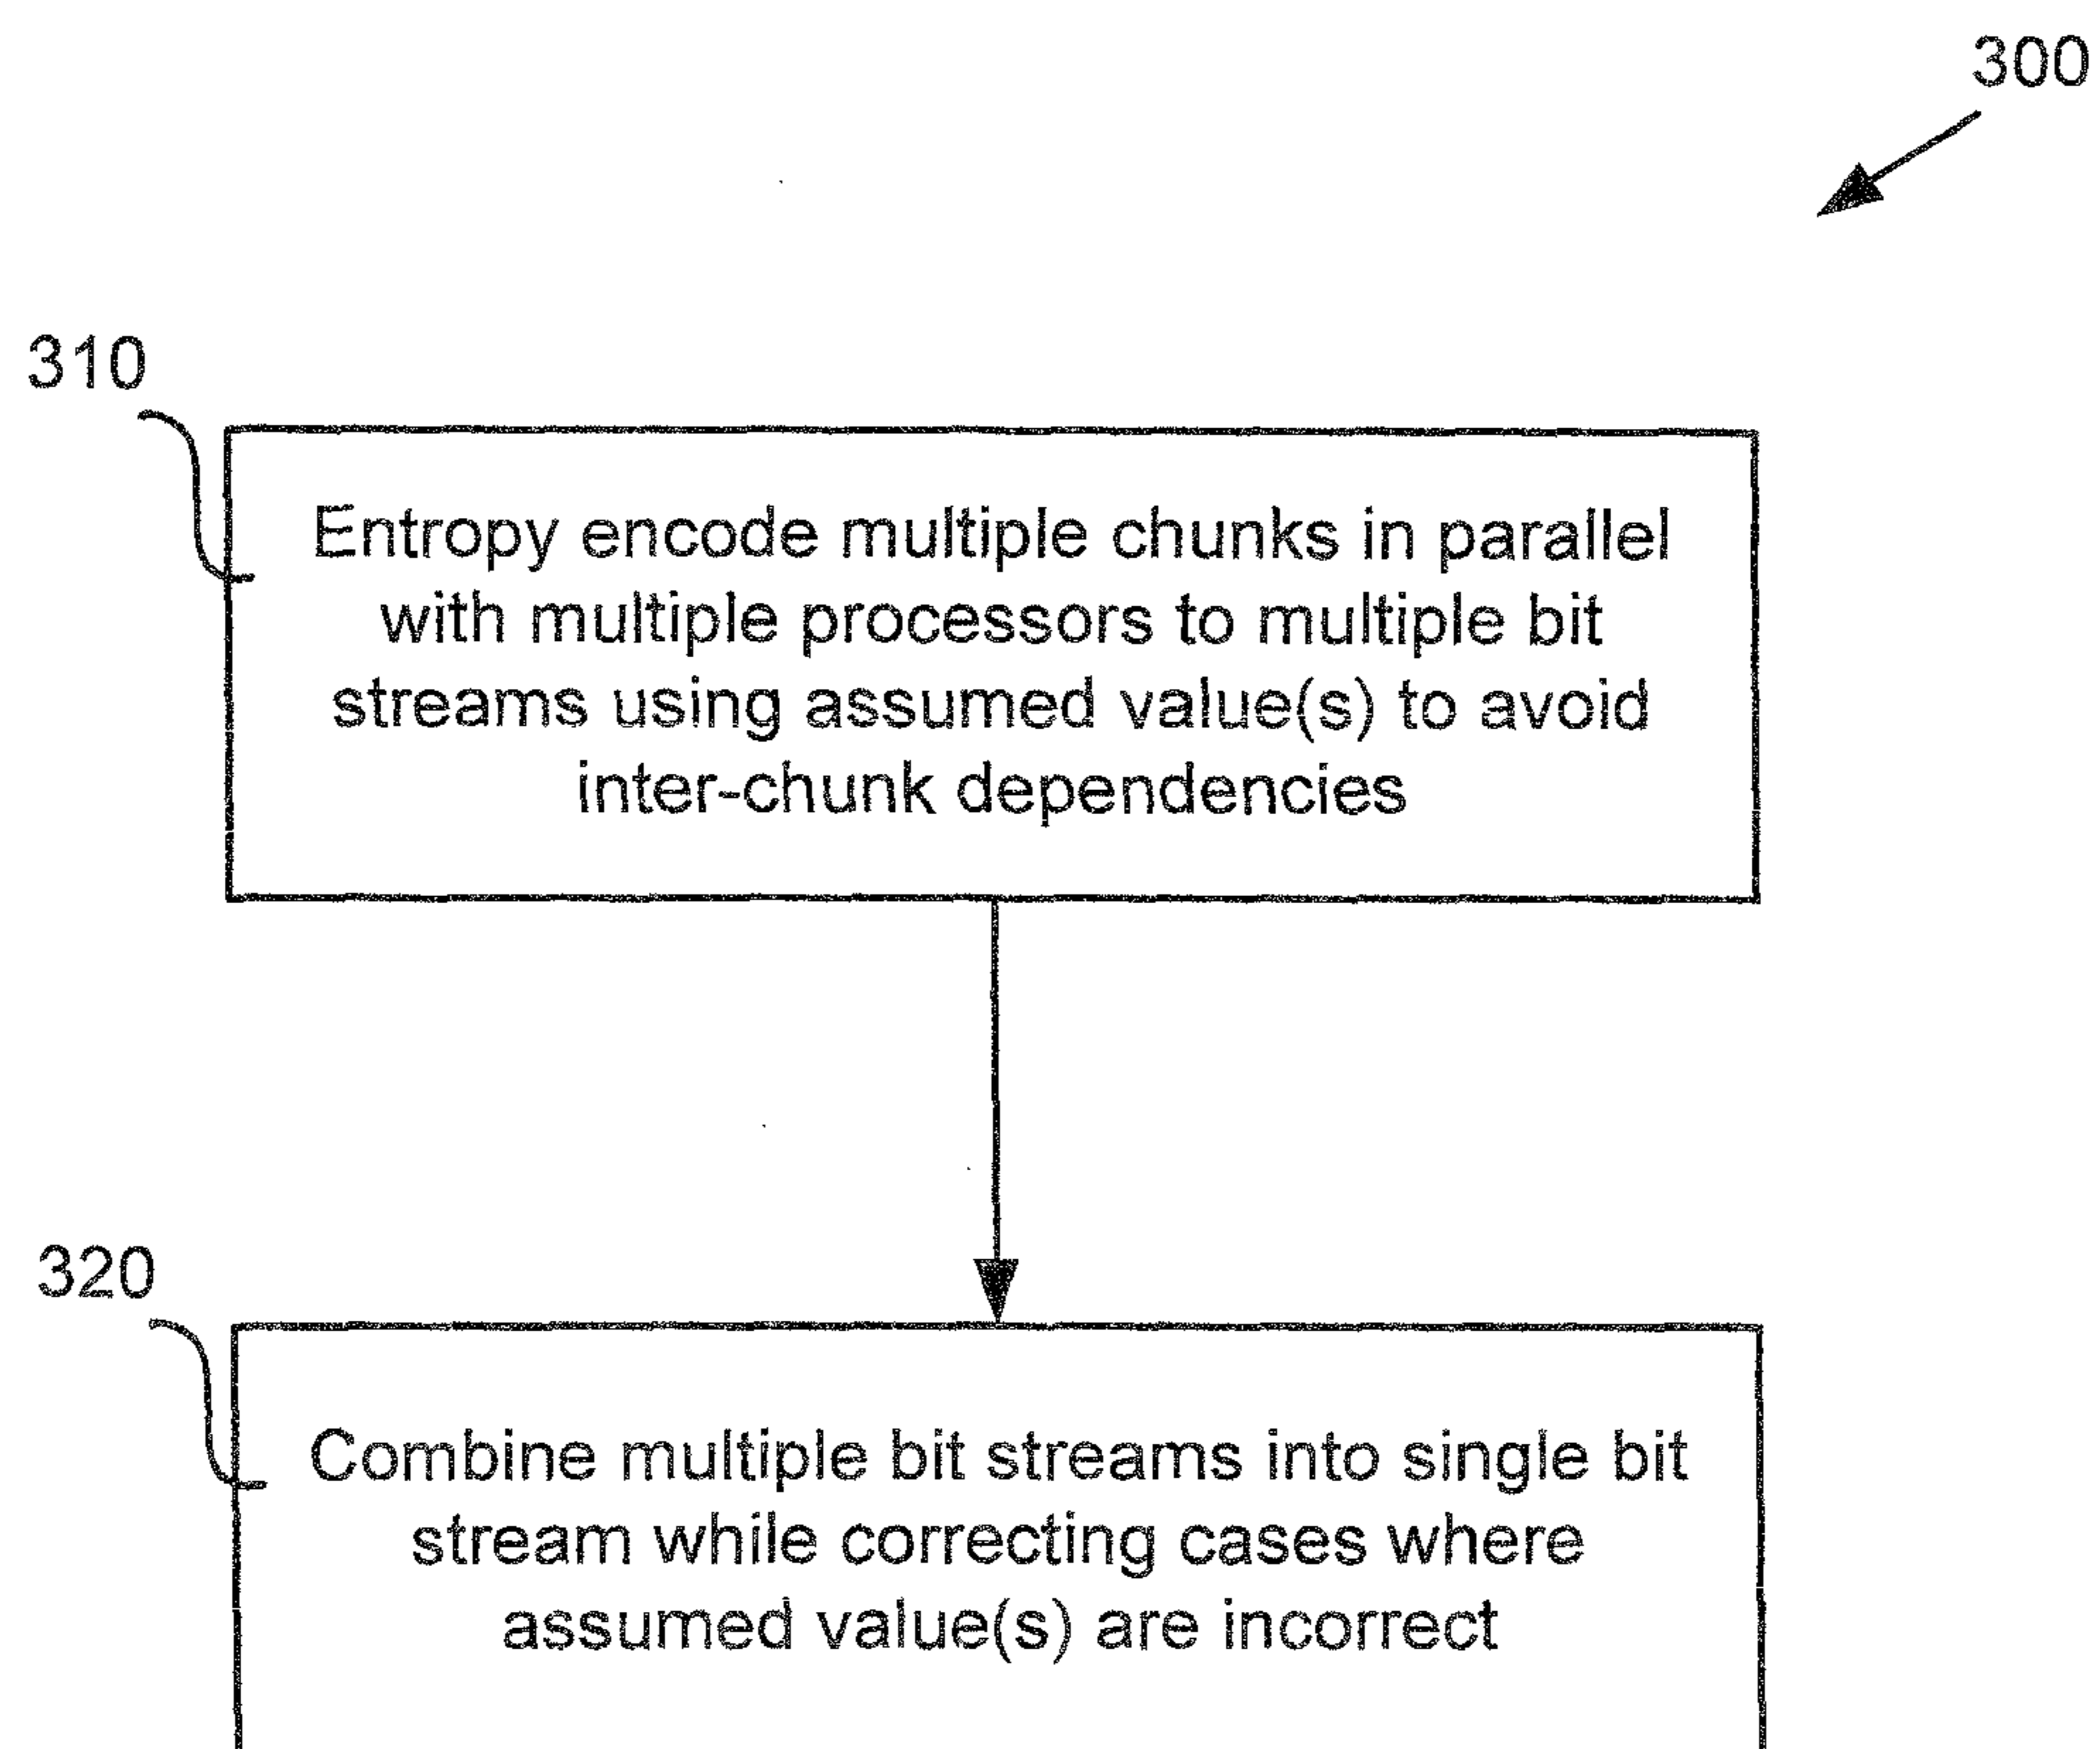 300
310
Entropy encode multiple chunks in parallel
with multiple processors to multiple bit
streams using assumed value(s) to avoid
inter-chunk dependencies
320
Combine multiple bit streams into single bit
stream while correcting cases where
assumed value(s) are incorrect